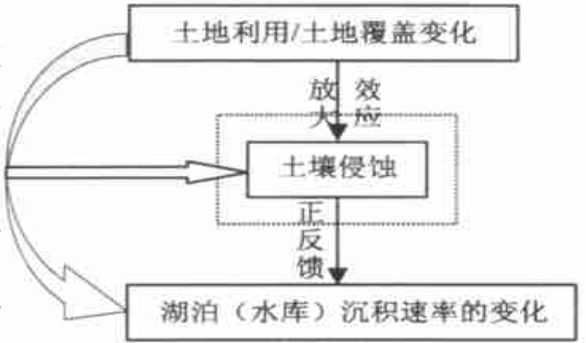 土地利用/土地覆盖变化
放大 效应
土壤侵蚀
正反馈
湖泊（水库）沉积速率的变化